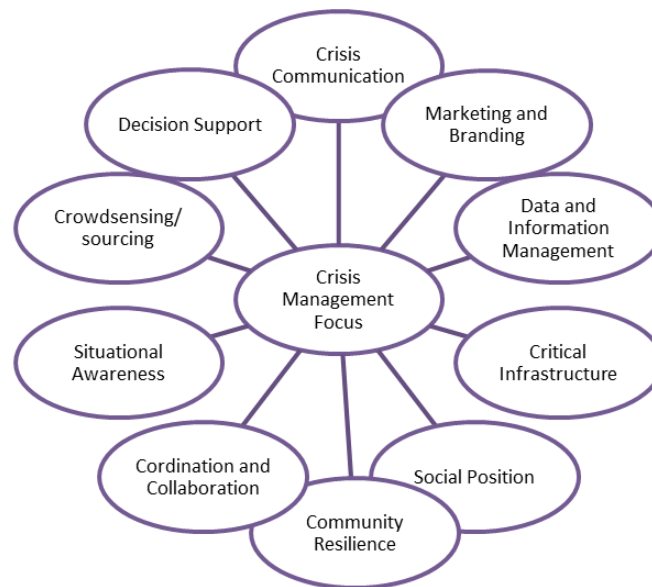 Crisis
Communication
Marketing and
Branding
Data and
Information
Management
Critical
Infrastructure
Social Position
Community
Resilience
Cordination and
Collaboration
Situational
Awareness
Crowdsensing/
sourcing
Decision Support
Crisis
Management
Focus